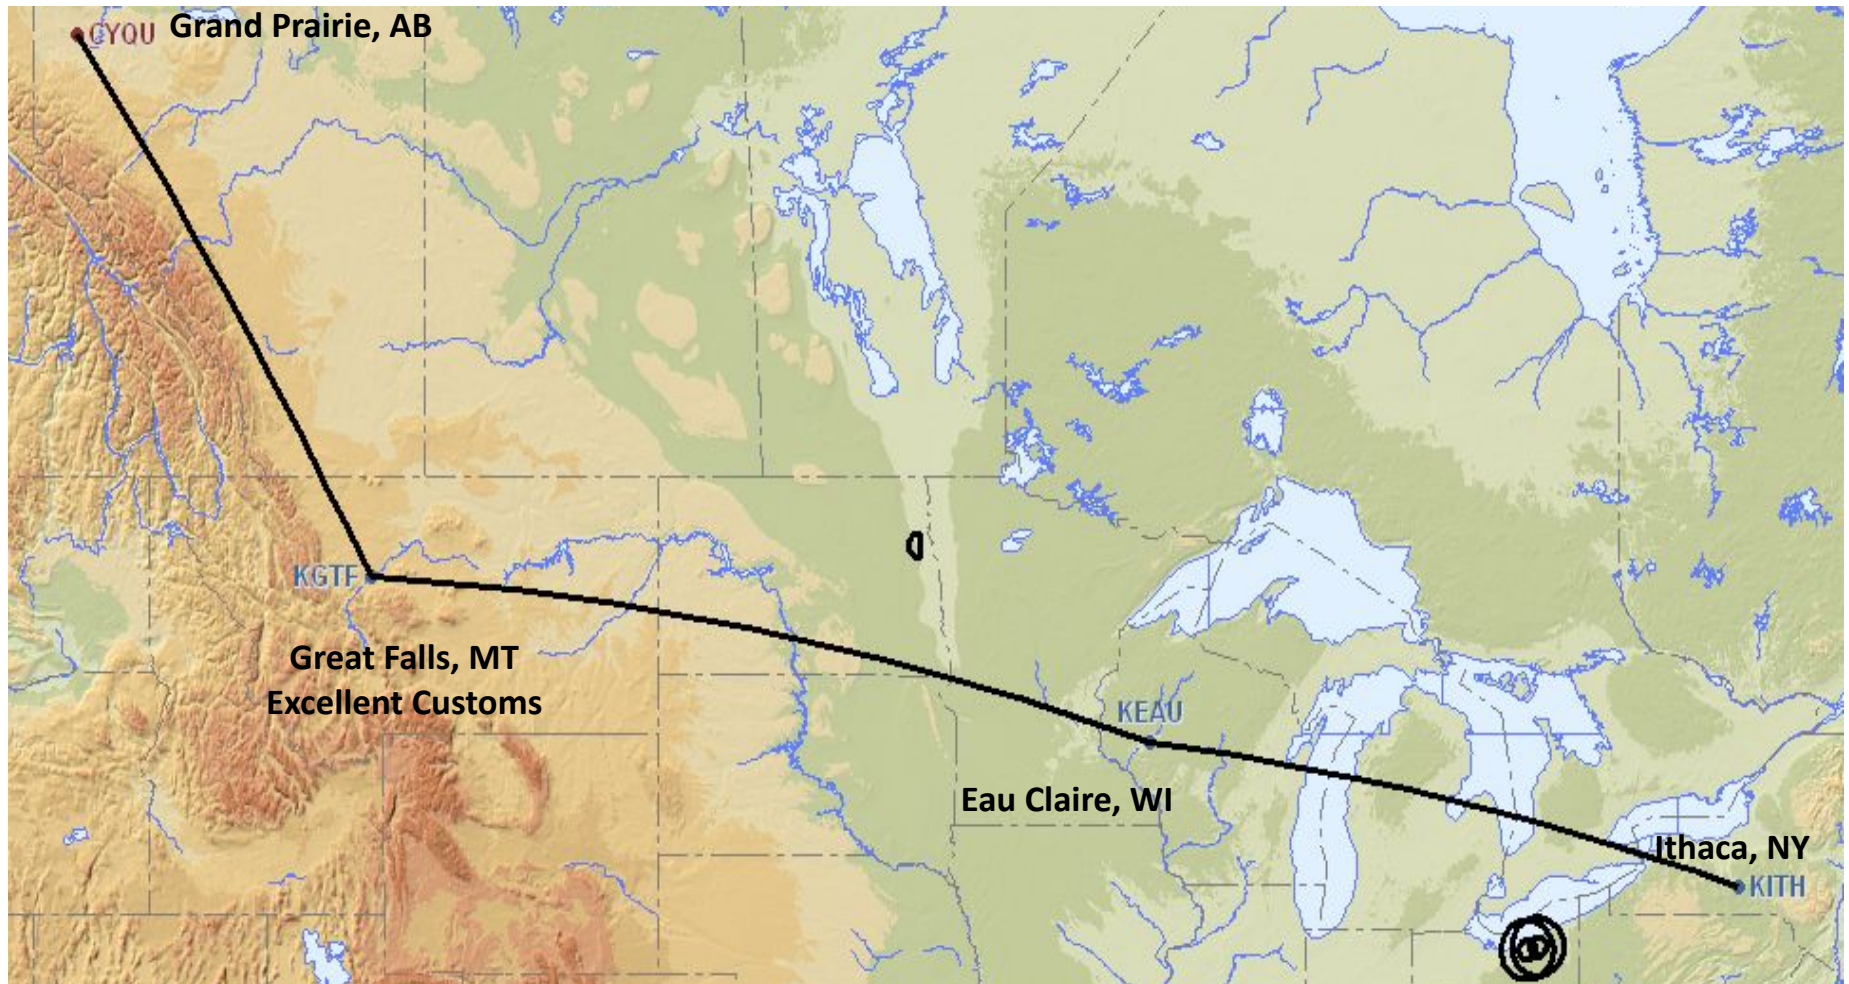 CYQU Grand Prairie, AB
KGTF
Great Falls, MT
Excellent Customs
KEAU
Eau Claire, WI
Ithaca, NY
KITH